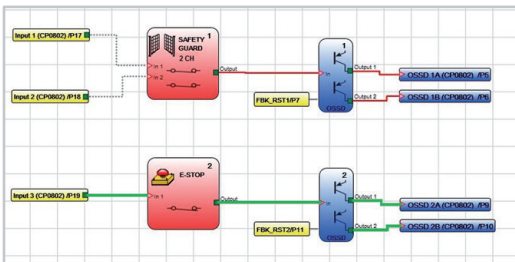 Input 1 (CP0802) /P17
Input 2 (CP0802) /P18
1
SAFETY
GUARD
2 CH
In 1
In 2
Output
1
In
Output 1
Output 2
OSSD
FBK_RST1/P7
OSSD 1A (CP0802) /P5
OSSD 1B (CP0802) /P6
Input 3 (CP0802) /P19
2
E-STOP
In 1
Output
2
In
Output 1
Output 2
OSSD
FBK_RST2/P11
OSSD 2A (CP0802) /P9
OSSD 2B (CP0802) /P10